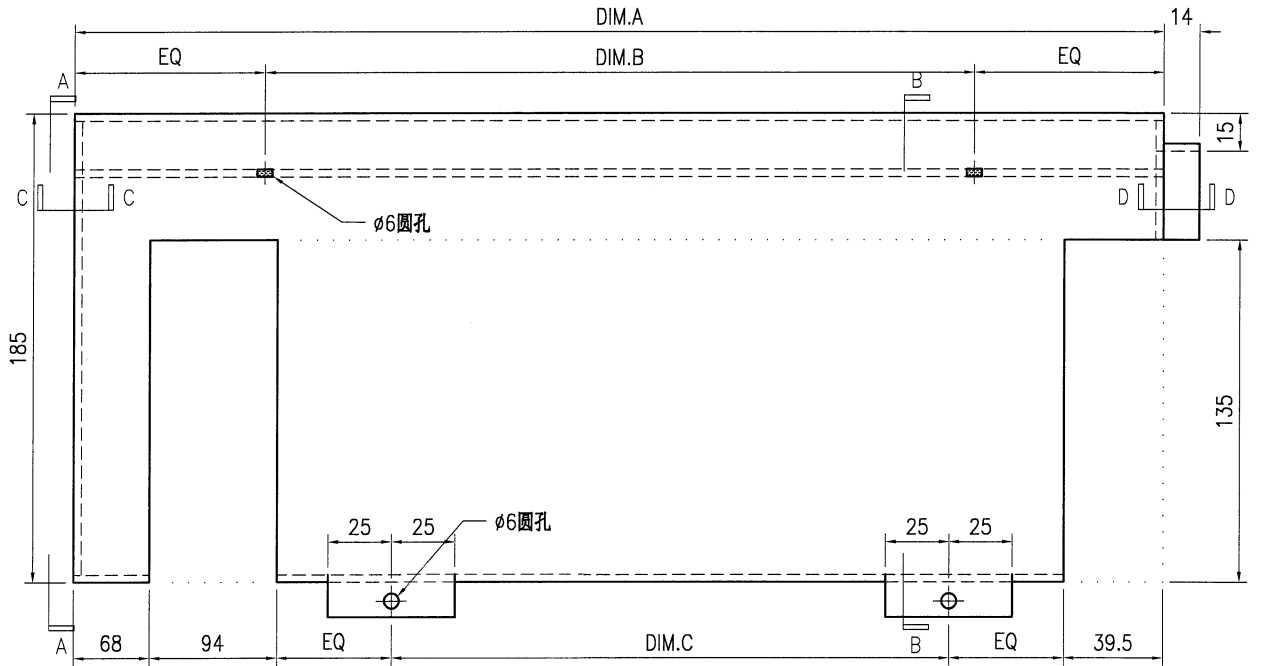 DIM.A 14
EQ DIM.B EQ
A B
15
C C D D
ø6圆孔
185
135
ø6圆孔
25 25 25 25
A 68 94 EQ DIM.C B EQ 39.5